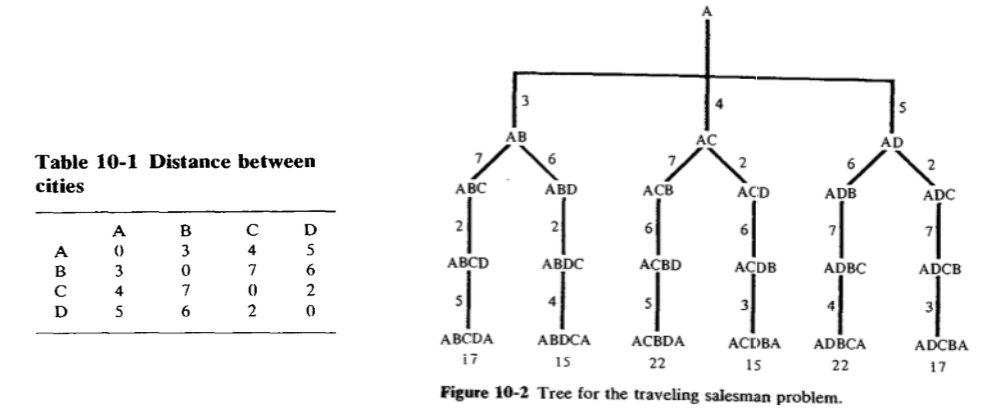 Table 10-1 Distance between
cities
A B C D
A 0 3 4 5
B 3 0 7 6
C 4 7 0 2
D 5 6 2 0
A
3 4 5
AB AC AD
7 6 7 2 6 2
ABC ABD ACB ACD ADB ADC
2 2 6 6 7 7
ABCD ABDC ACBD ACDB ADBC ADCB
5 4 5 3 4 3
ABCDA ABDCA ACBDA ACDBA ADBCA ADCBA
17 15 22 15 22 17
Figure 10-2 Tree for the traveling salesman problem.